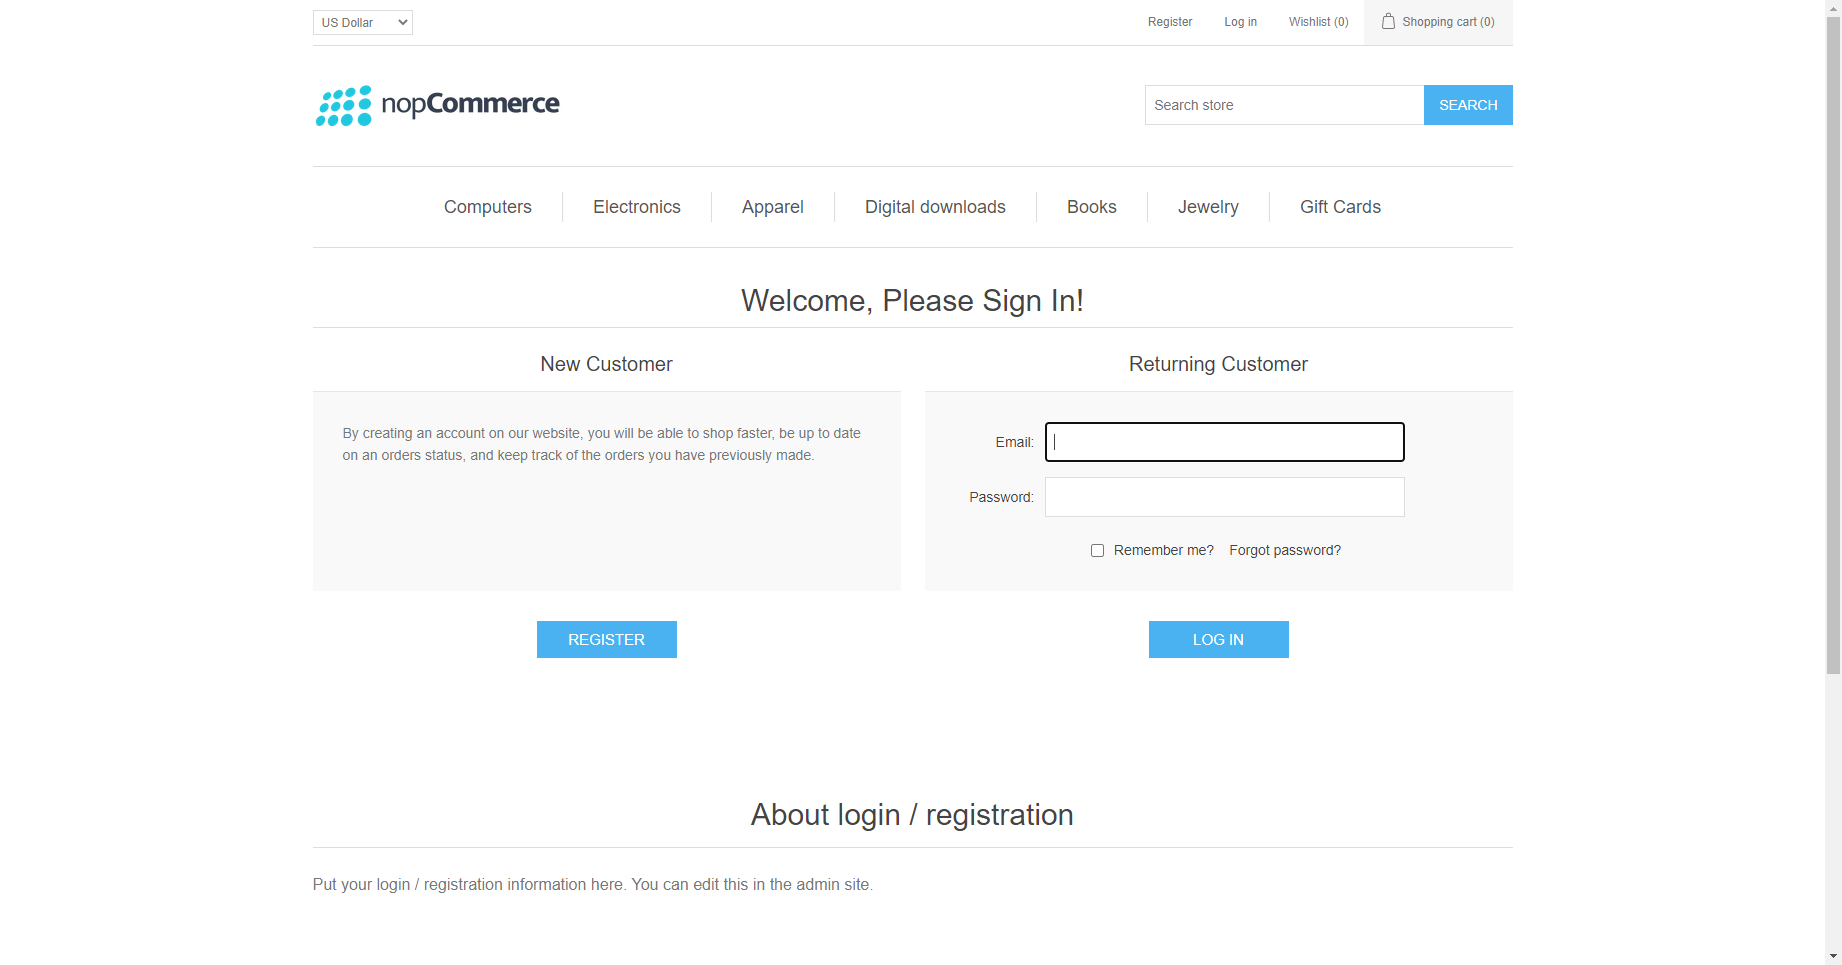 US Dollar
Register
Log in
Wishlist (0)
Shopping cart (0)
nopCommerce
Search store
SEARCH
Computers
Electronics
Apparel
Digital downloads
Books
Jewelry
Gift Cards
Welcome, Please Sign In!
New Customer
By creating an account on our website, you will be able to shop faster, be up to date
on an orders status, and keep track of the orders you have previously made.
REGISTER
Returning Customer
Email:
Password:
Remember me?
Forgot password?
LOG IN
About login / registration
Put your login / registration information here. You can edit this in the admin site.